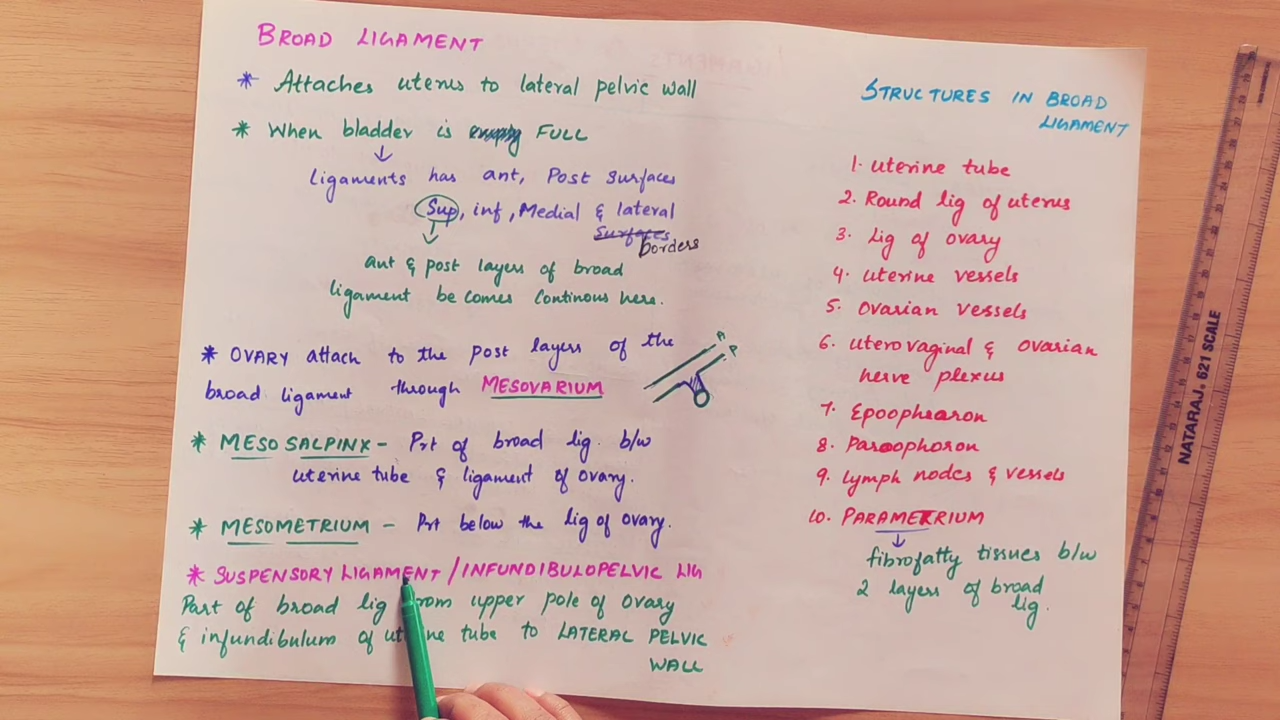 BROAD LIGAMENT
* Attaches uterus to lateral pelvic wall
* When bladder is FULL
↓
Ligaments has ant, Post surfaces
Sup, inf, Medial & lateral
Surfaces
borders
↓
ant & post layers of broad
ligament be comes Continous here.
* OVARY attach to the post layers of the
broad ligament through MESOVARIUM
A
P
* MESO SALPINX - Prt of broad lig. b/w
uterine tube & ligament of ovary.
* MESOMETRIUM - Prt below the lig of ovary.
* SUSPENSORY LIGAMENT / INFUNDIBULOPELVIC LIG
Part of broad lig from upper pole of ovary
& infundibulum of uterine tube to LATERAL PELVIC
WALL
STRUCTURES IN BROAD
LIGAMENT
1. uterine tube
2. Round lig of uterus
3. Lig of ovary
4. uterine vessels
5. Ovarian vessels
6. uterovaginal & ovarian
nerve plexus
7. Epoophearon
8. Paroophoron
9. Lymph nodes & vessels
10. PARAMETRIUM
↓
fibrofatty tissues b/w
2 layers of broad
lig.
NATARAJ 621 SCALE